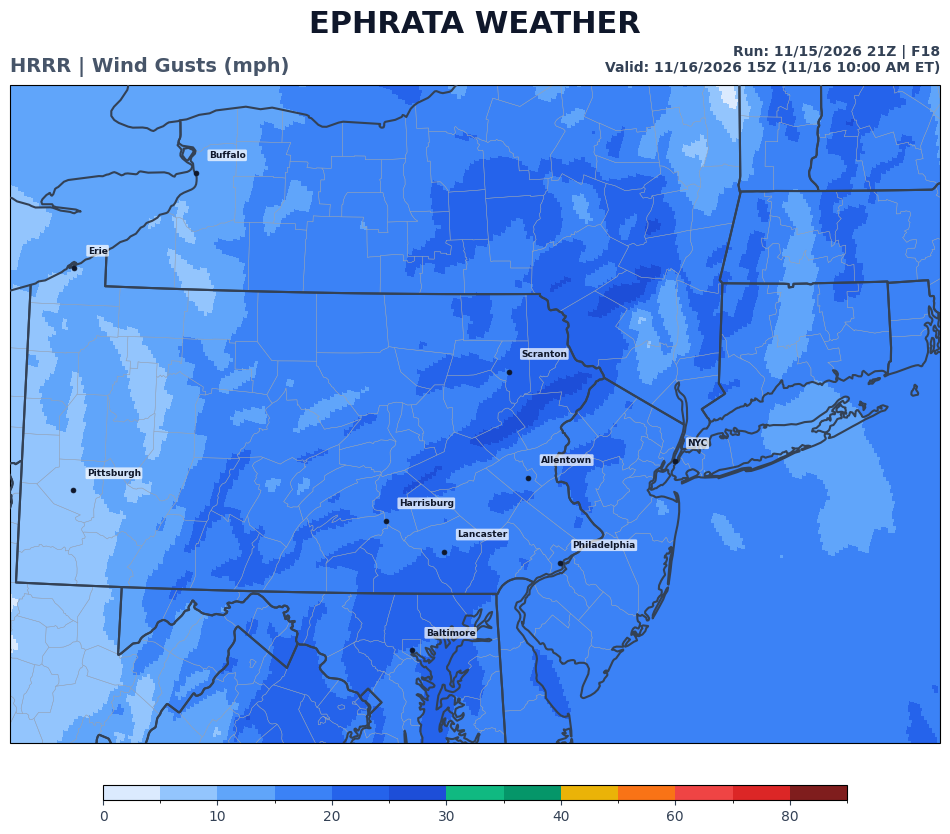 EPHRATA WEATHER
HRRR | Wind Gusts (mph)
Run: 11/15/2026 21Z | F18
Valid: 11/16/2026 15Z (11/16 10:00 AM ET)
Buffalo
Erie
Scranton
NYC
Allentown
Pittsburgh
Harrisburg
Lancaster
Philadelphia
Baltimore
0 10 20 30 40 60 80